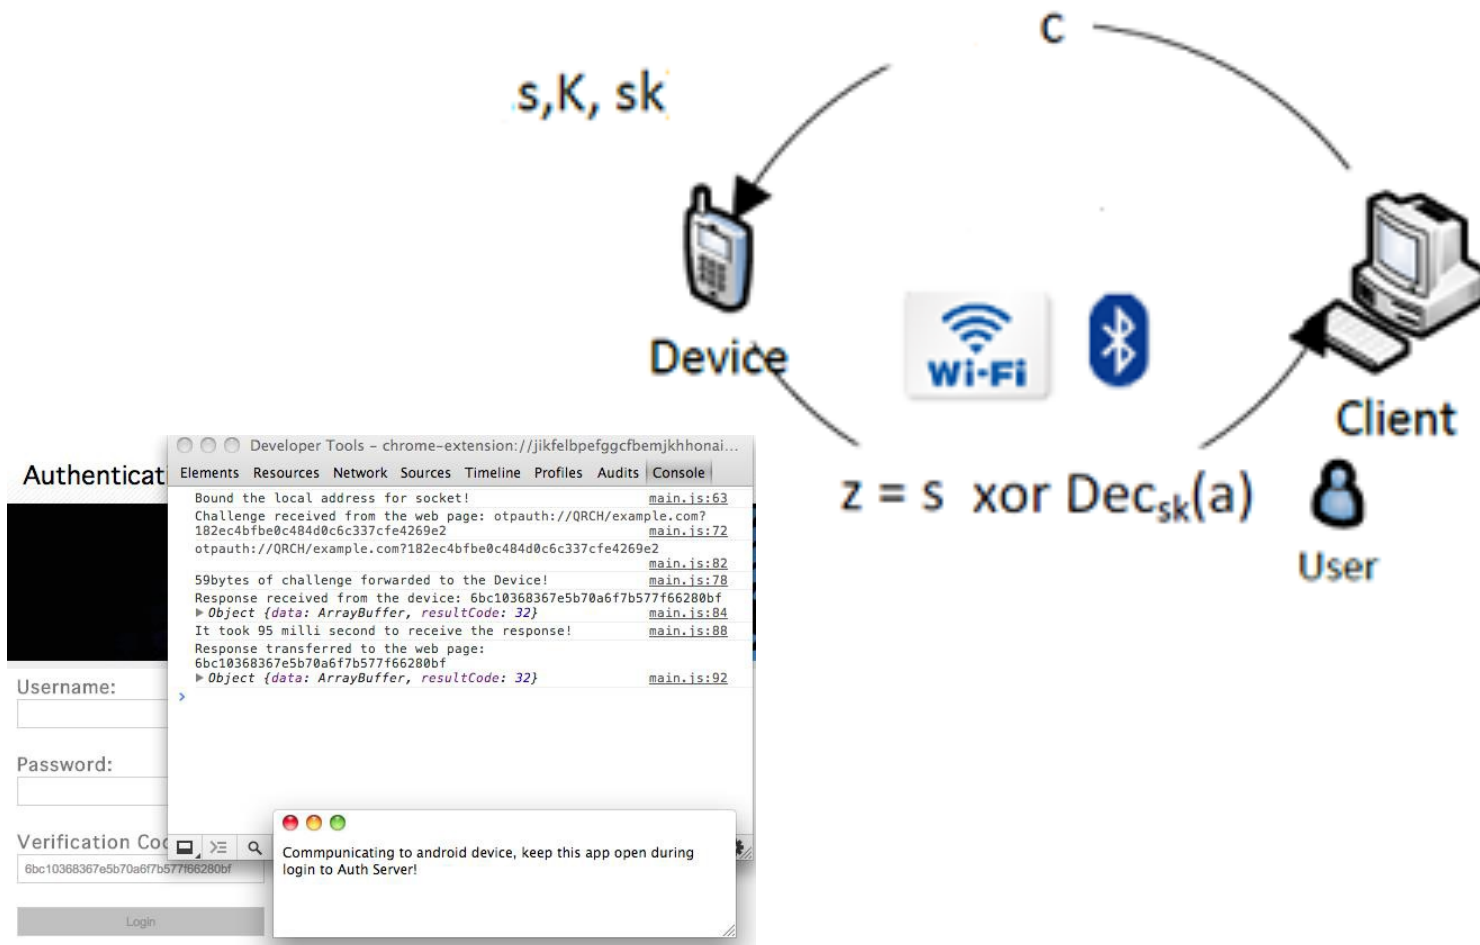 C
s,K, sk
Device
Wi-Fi
Client
z = s xor Decsk(a)
User
Authenticati
Username:
Password:
Verification Co
6bc10368367e5b70a6f7b577f66280bf
Login
Developer Tools - chrome-extension://jikfelbpefggcfbemjkhhonai...
Elements Resources Network Sources Timeline Profiles Audits Console
Bound the local address for socket! main.js:63
Challenge received from the web page: otpauth://QRCH/example.com?
182ec4bfbe0c484d0c6c337cfe4269e2 main.js:72
otpauth://QRCH/example.com?182ec4bfbe0c484d0c6c337cfe4269e2
main.js:82
59bytes of challenge forwarded to the Device! main.js:78
Response received from the device: 6bc10368367e5b70a6f7b577f66280bf
Object {data: ArrayBuffer, resultCode: 32} main.js:84
It took 95 milli second to receive the response! main.js:88
Response transferred to the web page:
6bc10368367e5b70a6f7b577f66280bf
Object {data: ArrayBuffer, resultCode: 32} main.js:92
Commpunicating to android device, keep this app open during
login to Auth Server!